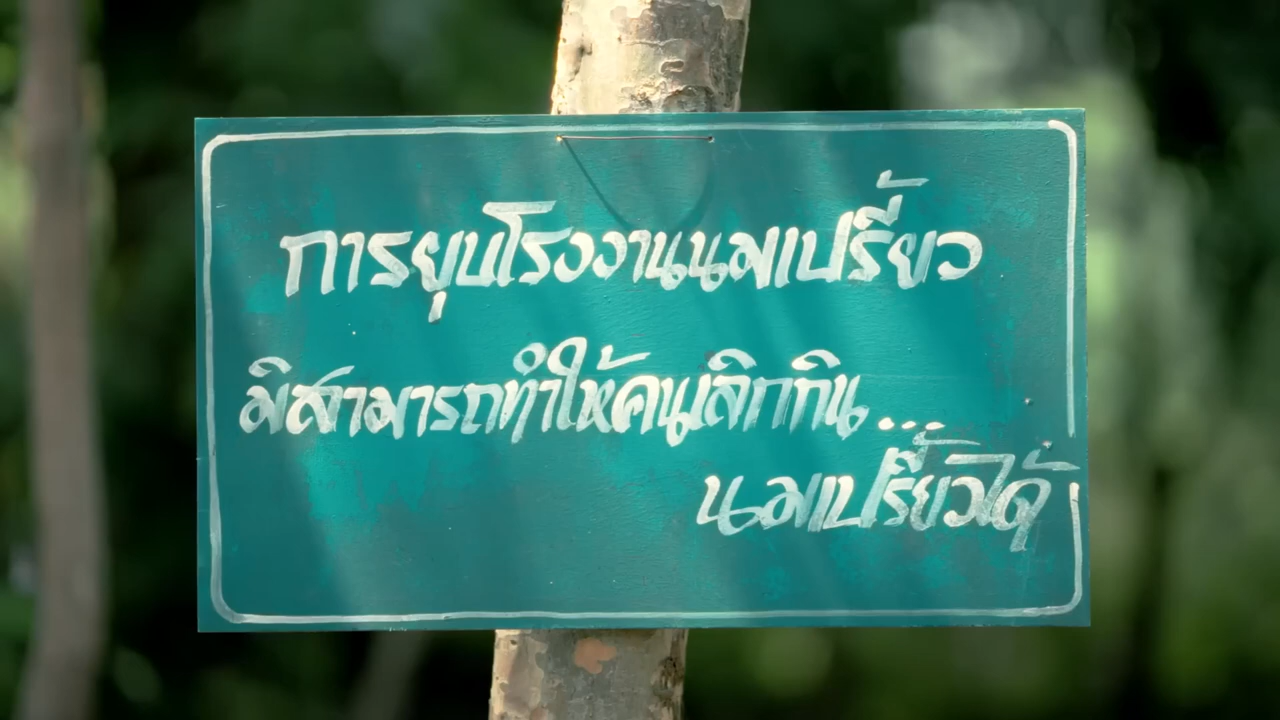 การยุบโรงงานนมเปรี้ยว
มิสามารถทำให้คนเลิกกิน...
นมเปรี้ยวได้